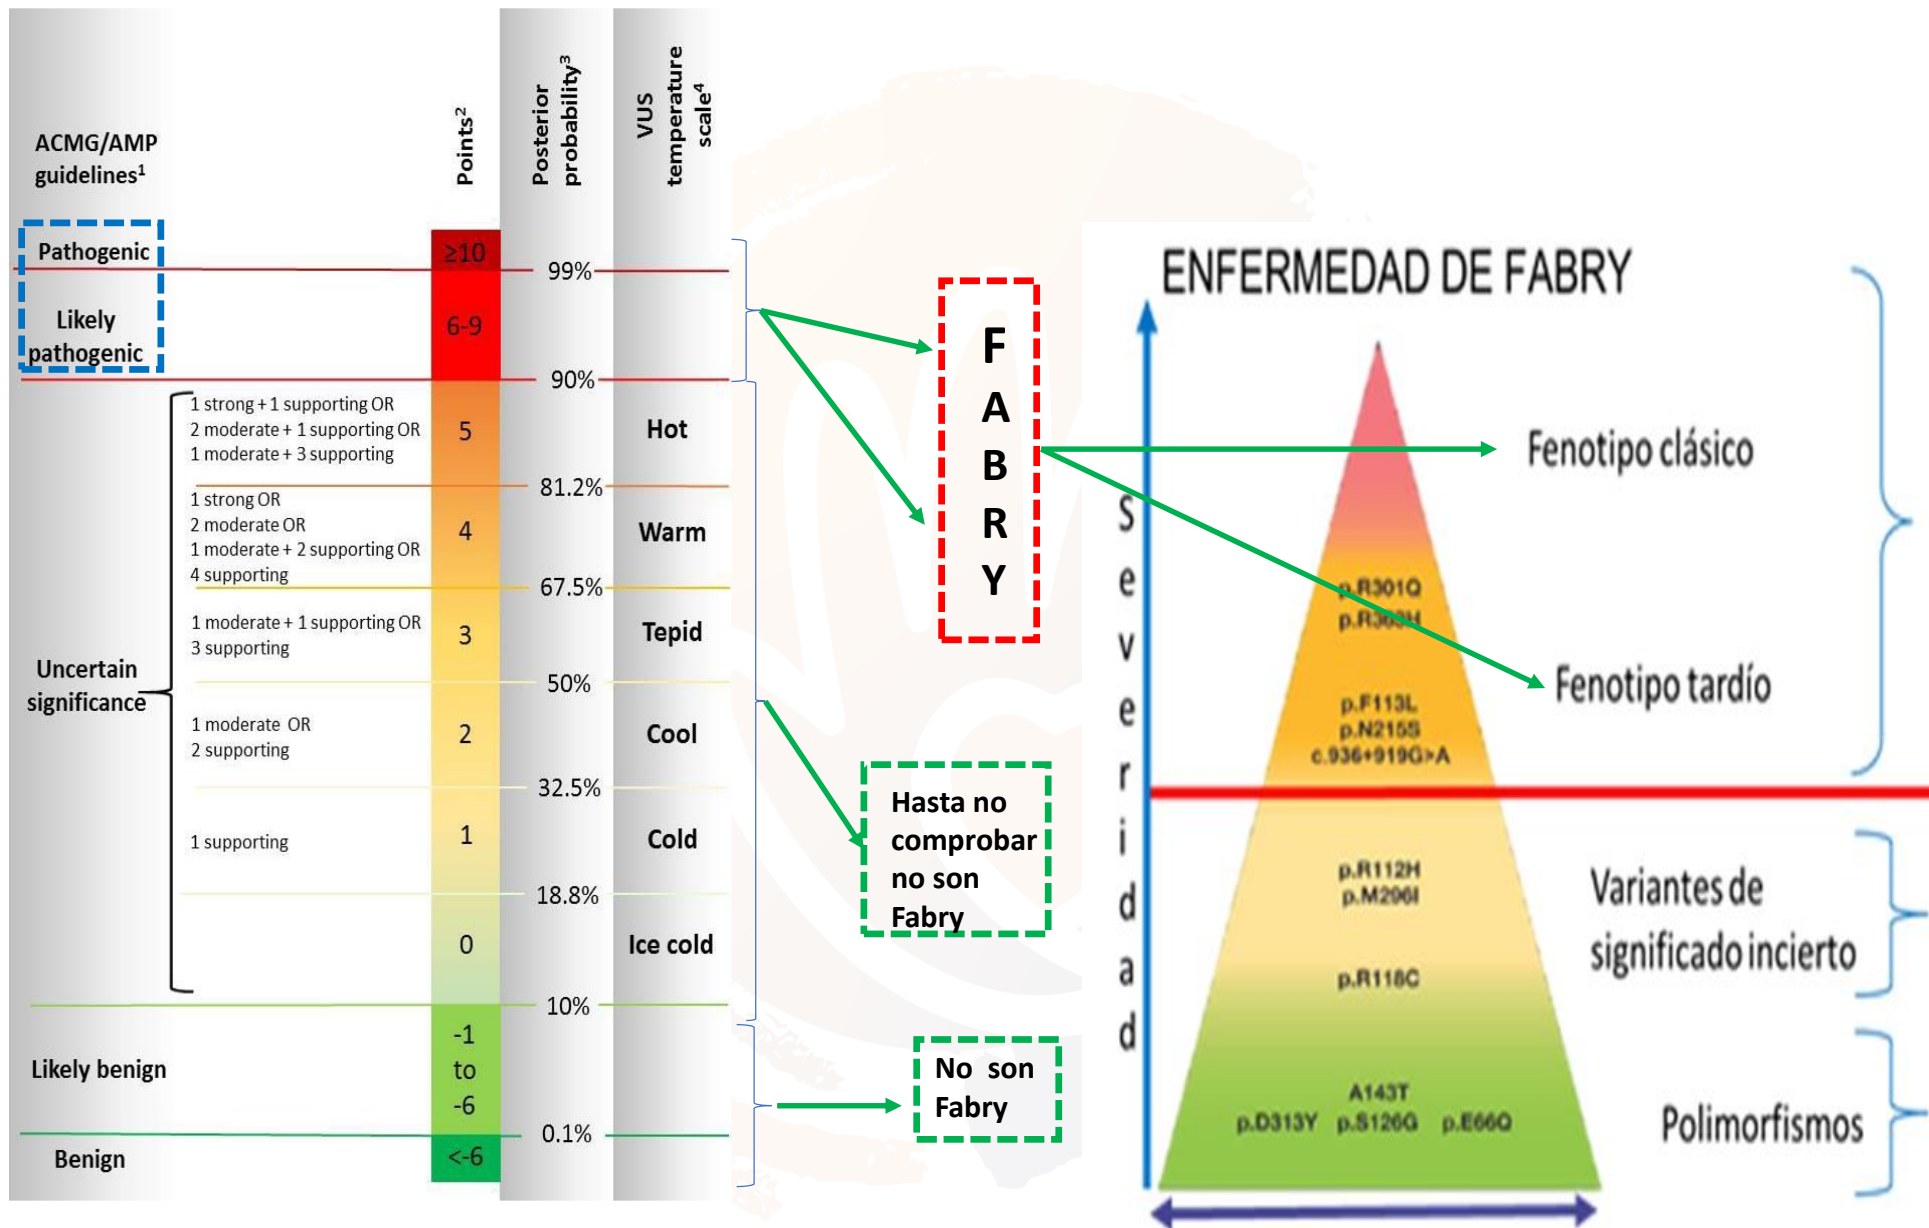 ACMG/AMP
guidelines¹
Points²
Posterior
probability³
VUS
temperature
scale⁴
Pathogenic
≥10
99%
Likely
pathogenic
6-9
90%
Uncertain
significance
1 strong + 1 supporting OR
2 moderate + 1 supporting OR
1 moderate + 3 supporting
5
Hot
81.2%
1 strong OR
2 moderate OR
1 moderate + 2 supporting OR
4 supporting
4
Warm
67.5%
1 moderate + 1 supporting OR
3 supporting
3
Tepid
50%
1 moderate OR
2 supporting
2
Cool
32.5%
1 supporting
1
Cold
18.8%
0
Ice cold
10%
Likely benign
-1
to
-6
0.1%
Benign
<-6
F
A
B
R
Y
Hasta no
comprobar
no son
Fabry
No son
Fabry
ENFERMEDAD DE FABRY
S
e
v
e
r
i
d
a
d
Fenotipo clásico
p.R301Q
p.R363H
Fenotipo tardío
p.F113L
p.N215S
c.936+919G>A
p.R112H
p.M296I
Variantes de
significado incierto
p.R118C
A143T
p.D313Y p.S126G p.E66Q
Polimorfismos